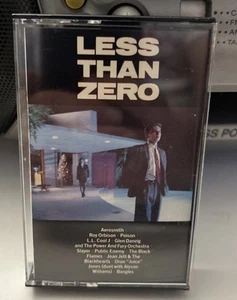 LESS
THAN
ZERO
Aerosmith
Roy Orbison · Poison
L.L. Cool J · Glen Danzig
and The Power And Fury Orchestra
Slayer · Public Enemy · The Black
Flames · Joan Jett & The
Blackhearts · Oran "Juice"
Jones (duet with Alyson
Williams) · Bangles